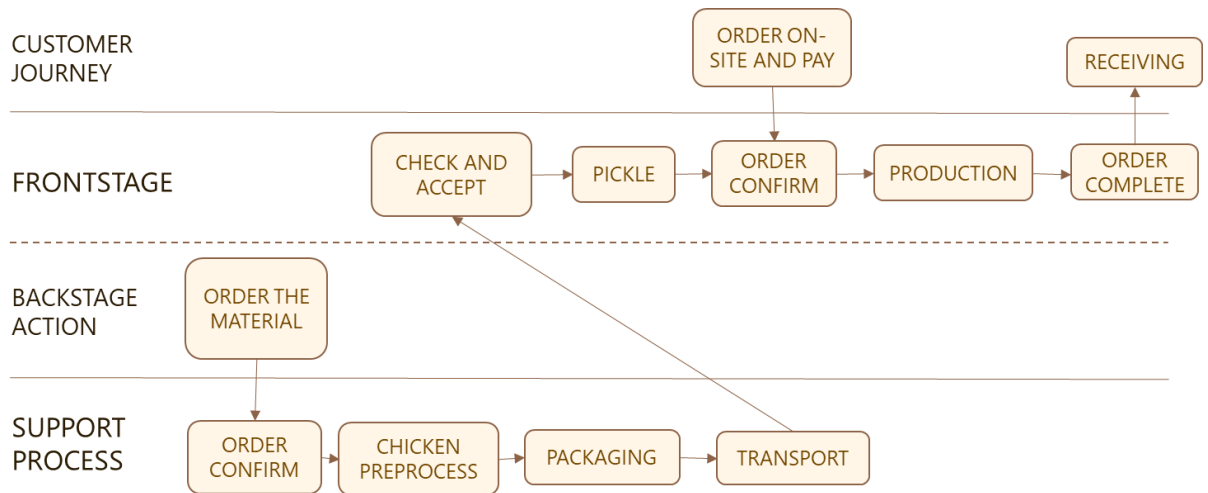 CUSTOMER
JOURNEY
ORDER ON-
SITE AND PAY
RECEIVING
FRONTSTAGE
CHECK AND
ACCEPT
PICKLE
ORDER
CONFIRM
PRODUCTION
ORDER
COMPLETE
BACKSTAGE
ACTION
ORDER THE
MATERIAL
SUPPORT
PROCESS
ORDER
CONFIRM
CHICKEN
PREPROCESS
PACKAGING
TRANSPORT